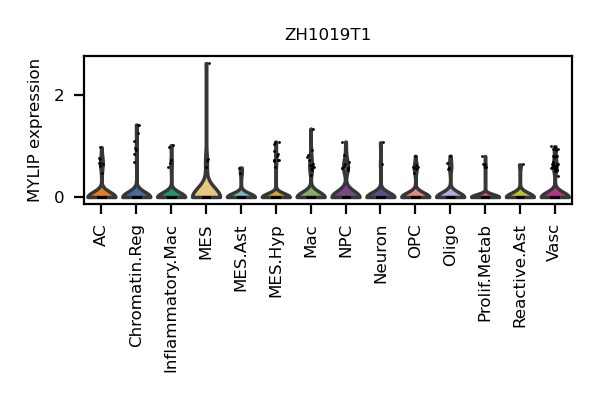 ZH1019T1
MYLIP expression
2
0
AC
Chromatin.Reg
Inflammatory.Mac
MES
MES.Ast
MES.Hyp
Mac
NPC
Neuron
OPC
Oligo
Prolif.Metab
Reactive.Ast
Vasc